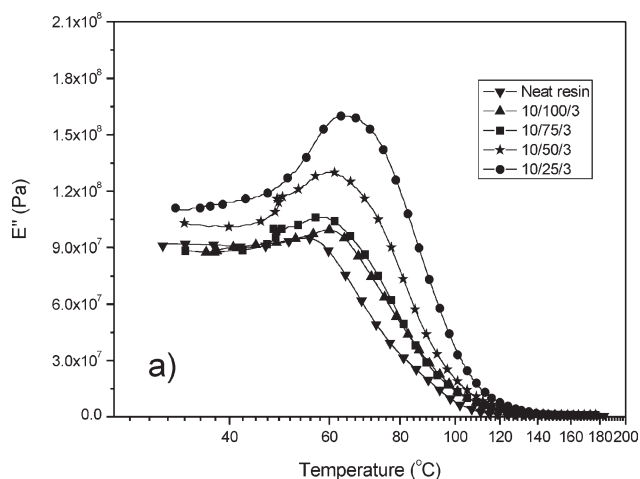 2.1x10⁸
1.8x10⁸
1.5x10⁸
1.2x10⁸
9.0x10⁷
6.0x10⁷
3.0x10⁷
0.0
E" (Pa)
Neat resin
10/100/3
10/75/3
10/50/3
10/25/3
a)
40 60 80 100 120 140 160 180 200
Temperature (°C)